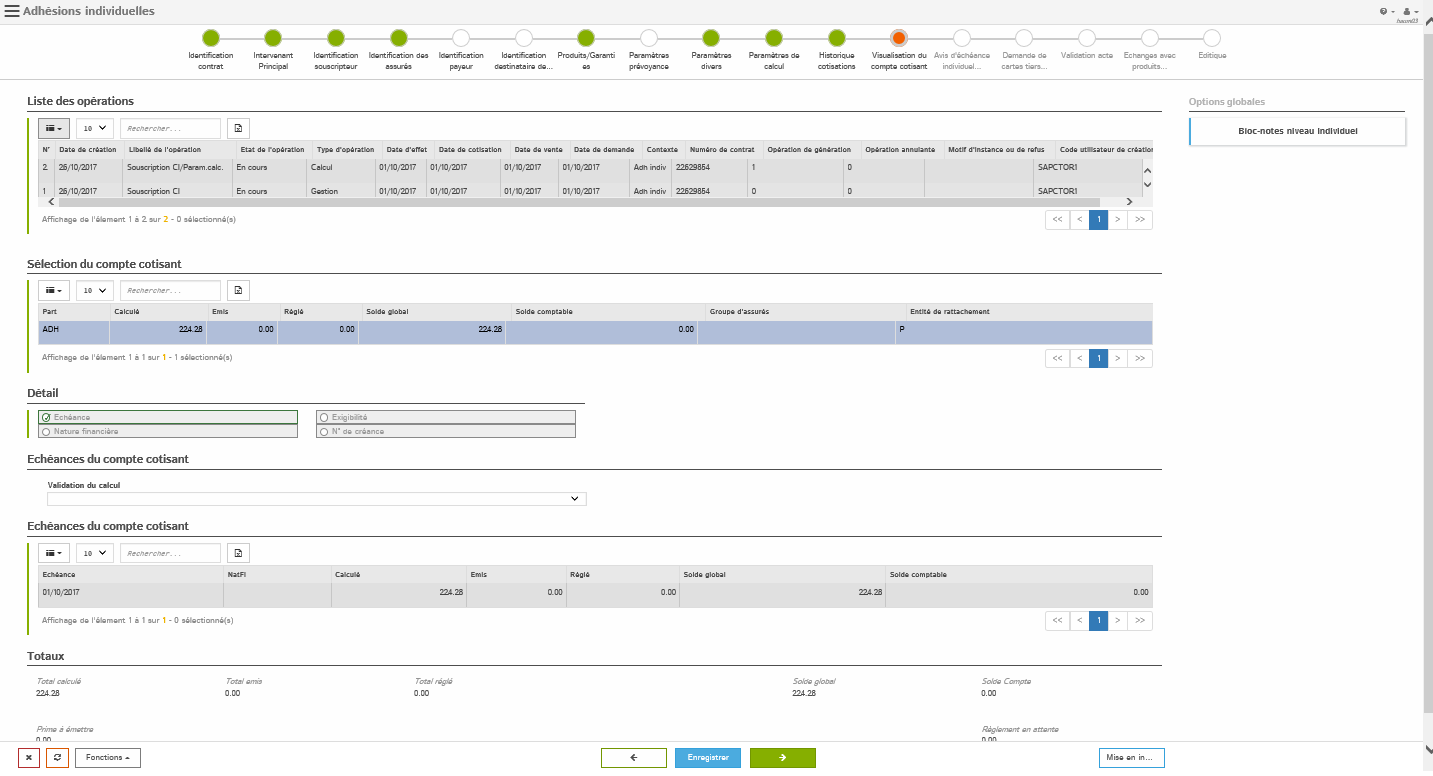 Adhésions individuelles
bacm03
Identification contrat
Intervenant Principal
Identification souscripteur
Identification des assurés
Identification payeur
Identification destinataire de...
Produits/Garanti es
Paramètres prévoyance
Paramètres divers
Paramètres de calcul
Historique cotisations
Visualisation du compte cotisant
Avis d'échéance individuel...
Demande de cartes tiers...
Validation acte
Echanges avec produits...
Editique
Liste des opérations
Options globales
10 Rechercher...
Bloc-notes niveau individuel
N° Date de création Libellé de l'opération Etat de l'opération Type d'opération Date d'effet Date de cotisation Date de vente Date de demande Contexte Numéro de contrat Opération de génération Opération annulante Motif d'instance ou de refus Code utilisateur de création
2 26/10/2017 Souscription CI/Param.calc. En cours Calcul 01/10/2017 01/10/2017 01/10/2017 01/10/2017 Adh indiv 22629854 1 0 SAPCTOR1
1 26/10/2017 Souscription CI En cours Gestion 01/10/2017 01/10/2017 01/10/2017 01/10/2017 Adh indiv 22629854 0 0 SAPCTOR1
Affichage de l'élement 1 à 2 sur 2 - 0 sélectionné(s)
<< < 1 > >>
Sélection du compte cotisant
10 Rechercher...
Part Calculé Emis Réglé Solde global Solde comptable Groupe d'assurés Entité de rattachement
ADH 224.28 0.00 0.00 224.28 0.00 P
Affichage de l'élement 1 à 1 sur 1 - 1 sélectionné(s)
<< < 1 > >>
Détail
Echéance Exigibilité
Nature financière N° de créance
Echéances du compte cotisant
Validation du calcul
Echéances du compte cotisant
10 Rechercher...
Echéance NatFi Calculé Emis Réglé Solde global Solde comptable
01/10/2017 224.28 0.00 0.00 224.28 0.00
Affichage de l'élement 1 à 1 sur 1 - 0 sélectionné(s)
<< < 1 > >>
Totaux
Total calculé Total emis Total réglé Solde global Solde Compte
224.28 0.00 0.00 224.28 0.00
Prime à émettre Règlement en attente
0.00 0.00
Fonctions Enregistrer Mise en in...